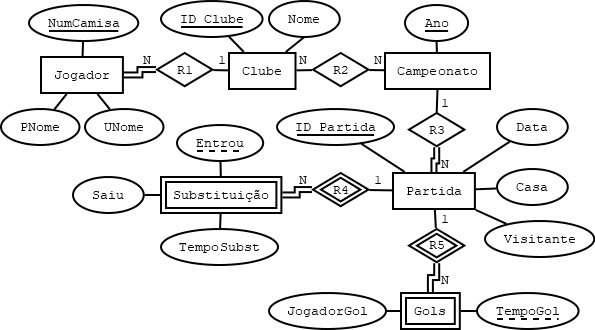 NumCamisa
ID Clube
Nome
Ano
Jogador
N
R1
1
Clube
N
R2
N
Campeonato
PNome
UNome
1
R3
N
Entrou
ID Partida
Data
Saiu
Substituição
N
R4
1
Partida
Casa
TempoSubst
1
R5
N
Visitante
JogadorGol
Gols
TempoGol